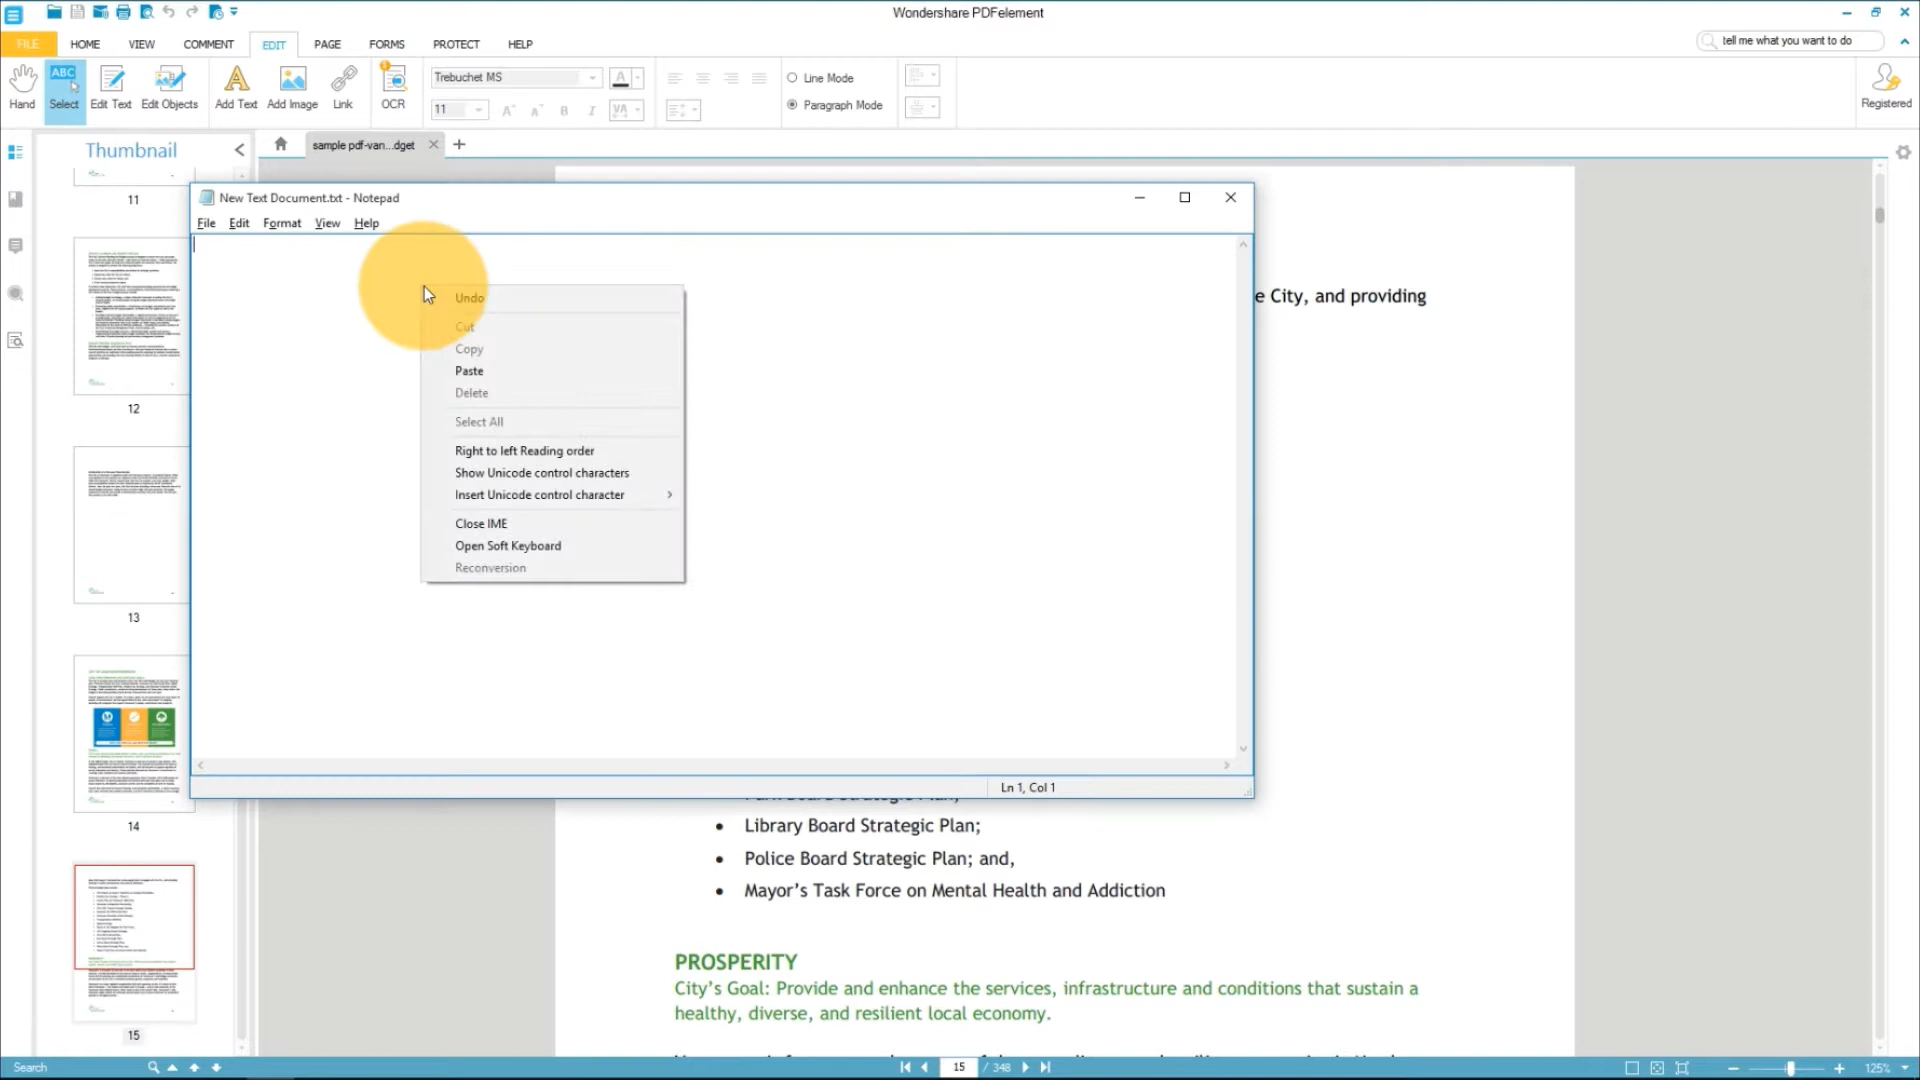 Wondershare PDFelement
FILE HOME VIEW COMMENT EDIT PAGE FORMS PROTECT HELP
tell me what you want to do
Hand
ABC
Select
Edit Text
Edit Objects
Add Text
Add Image
Link
OCR
Trebuchet MS
11
Line Mode
Paragraph Mode
Registered
Thumbnail
sample pdf-van...dget
11
12
13
14
15
New Text Document.txt - Notepad
File Edit Format View Help
Undo
Cut
Copy
Paste
Delete
Select All
Right to left Reading order
Show Unicode control characters
Insert Unicode control character
Close IME
Open Soft Keyboard
Reconversion
Ln 1, Col 1
e City, and providing
• Library Board Strategic Plan;
• Police Board Strategic Plan; and,
• Mayor’s Task Force on Mental Health and Addiction
PROSPERITY
City’s Goal: Provide and enhance the services, infrastructure and conditions that sustain a
healthy, diverse, and resilient local economy.
Search
15 / 348
125%